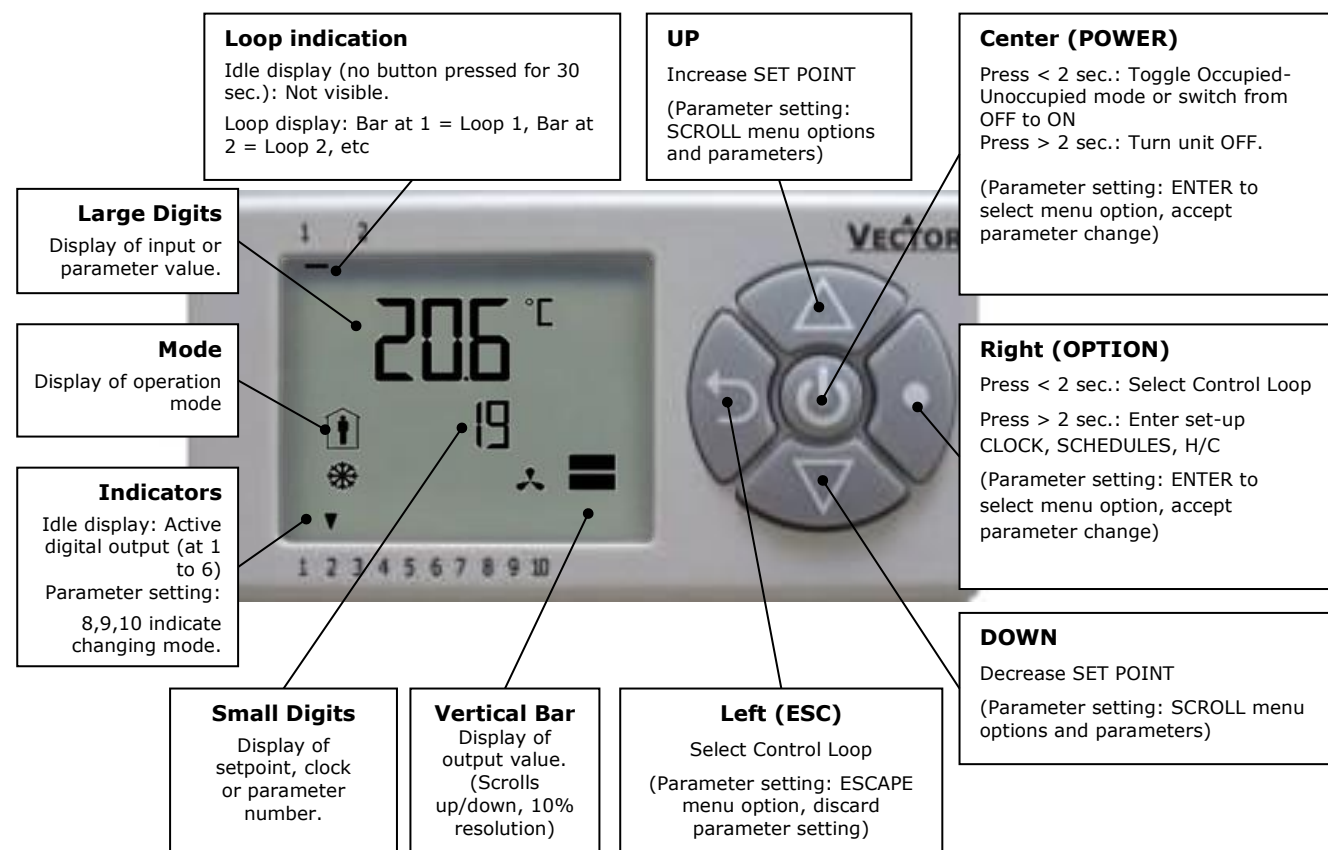 Loop indication
Idle display (no button pressed for 30
sec.): Not visible.
Loop display: Bar at 1 = Loop 1, Bar at
2 = Loop 2, etc
UP
Increase SET POINT
(Parameter setting:
SCROLL menu options
and parameters)
Center (POWER)
Press < 2 sec.: Toggle Occupied-
Unoccupied mode or switch from
OFF to ON
Press > 2 sec.: Turn unit OFF.
(Parameter setting: ENTER to
select menu option, accept
parameter change)
Large Digits
Display of input or
parameter value.
Mode
Display of operation
mode
Indicators
Idle display: Active
digital output (at 1
to 6)
Parameter setting:
8,9,10 indicate
changing mode.
1 2
VECTOR
20.6 °C
19
1 2 3 4 5 6 7 8 9 10
Right (OPTION)
Press < 2 sec.: Select Control Loop
Press > 2 sec.: Enter set-up
CLOCK, SCHEDULES, H/C
(Parameter setting: ENTER to
select menu option, accept
parameter change)
DOWN
Decrease SET POINT
(Parameter setting: SCROLL menu
options and parameters)
Small Digits
Display of
setpoint, clock
or parameter
number.
Vertical Bar
Display of
output value.
(Scrolls
up/down, 10%
resolution)
Left (ESC)
Select Control Loop
(Parameter setting: ESCAPE
menu option, discard
parameter setting)